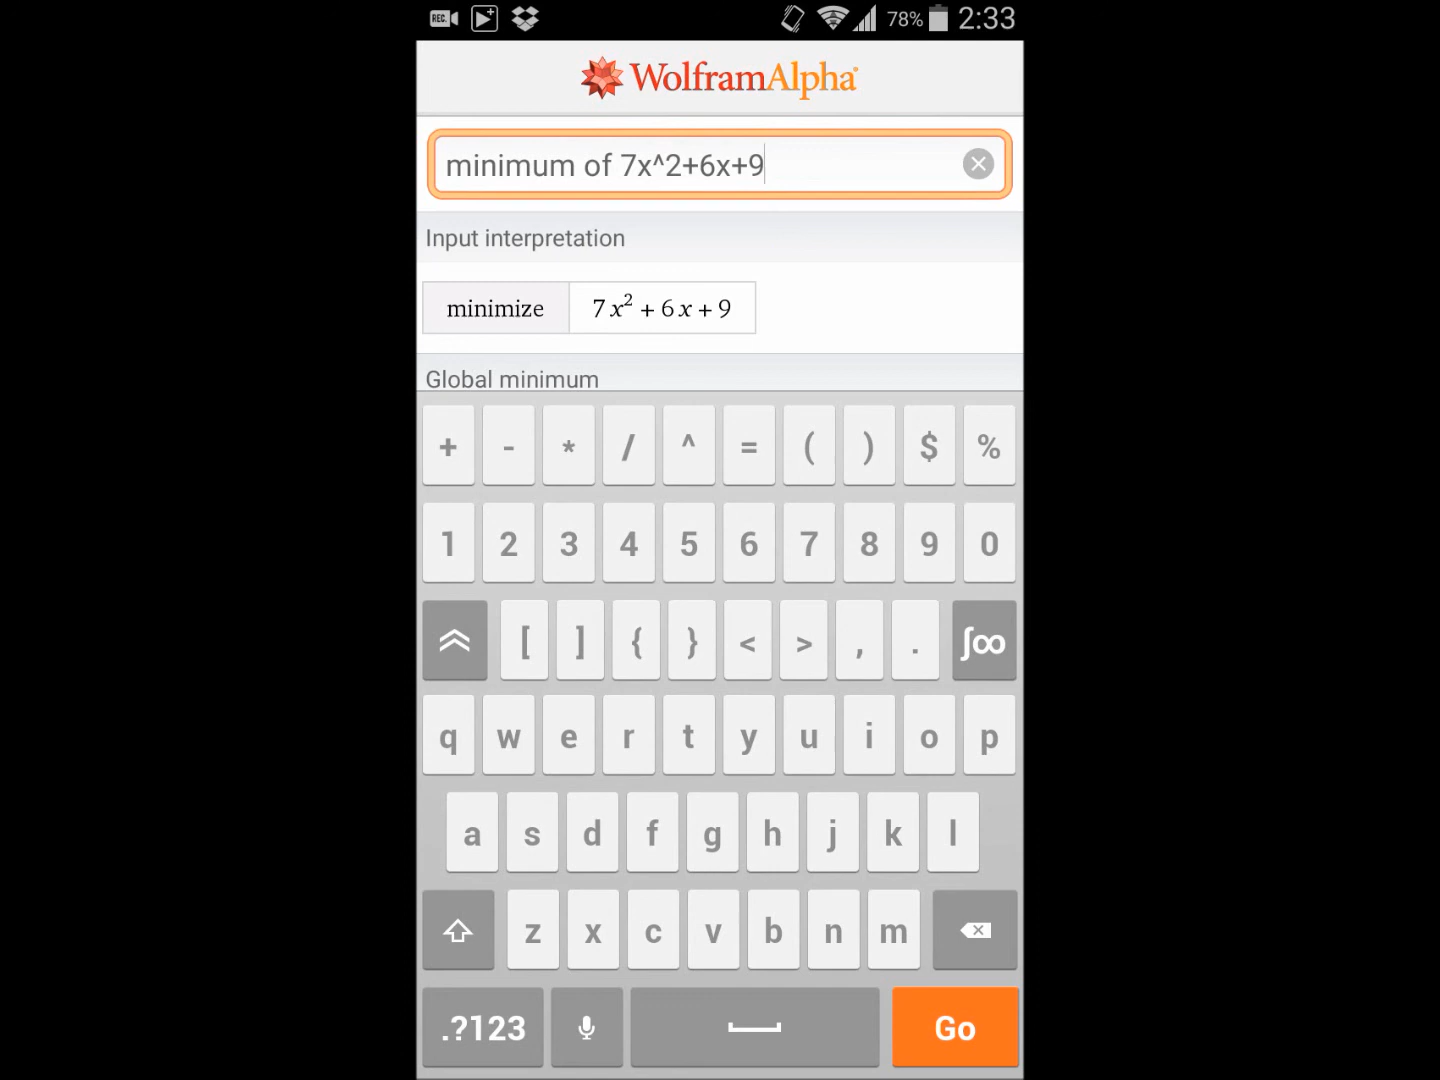 REC. 78% 2:33
WolframAlpha
minimum of 7x^2+6x+9
Input interpretation
minimize 7 x² + 6 x + 9
Global minimum
+ - * / ^ = ( ) $ %
1 2 3 4 5 6 7 8 9 0
[ ] { } < > , . ∫∞
q w e r t y u i o p
a s d f g h j k l
z x c v b n m
.?123 Go